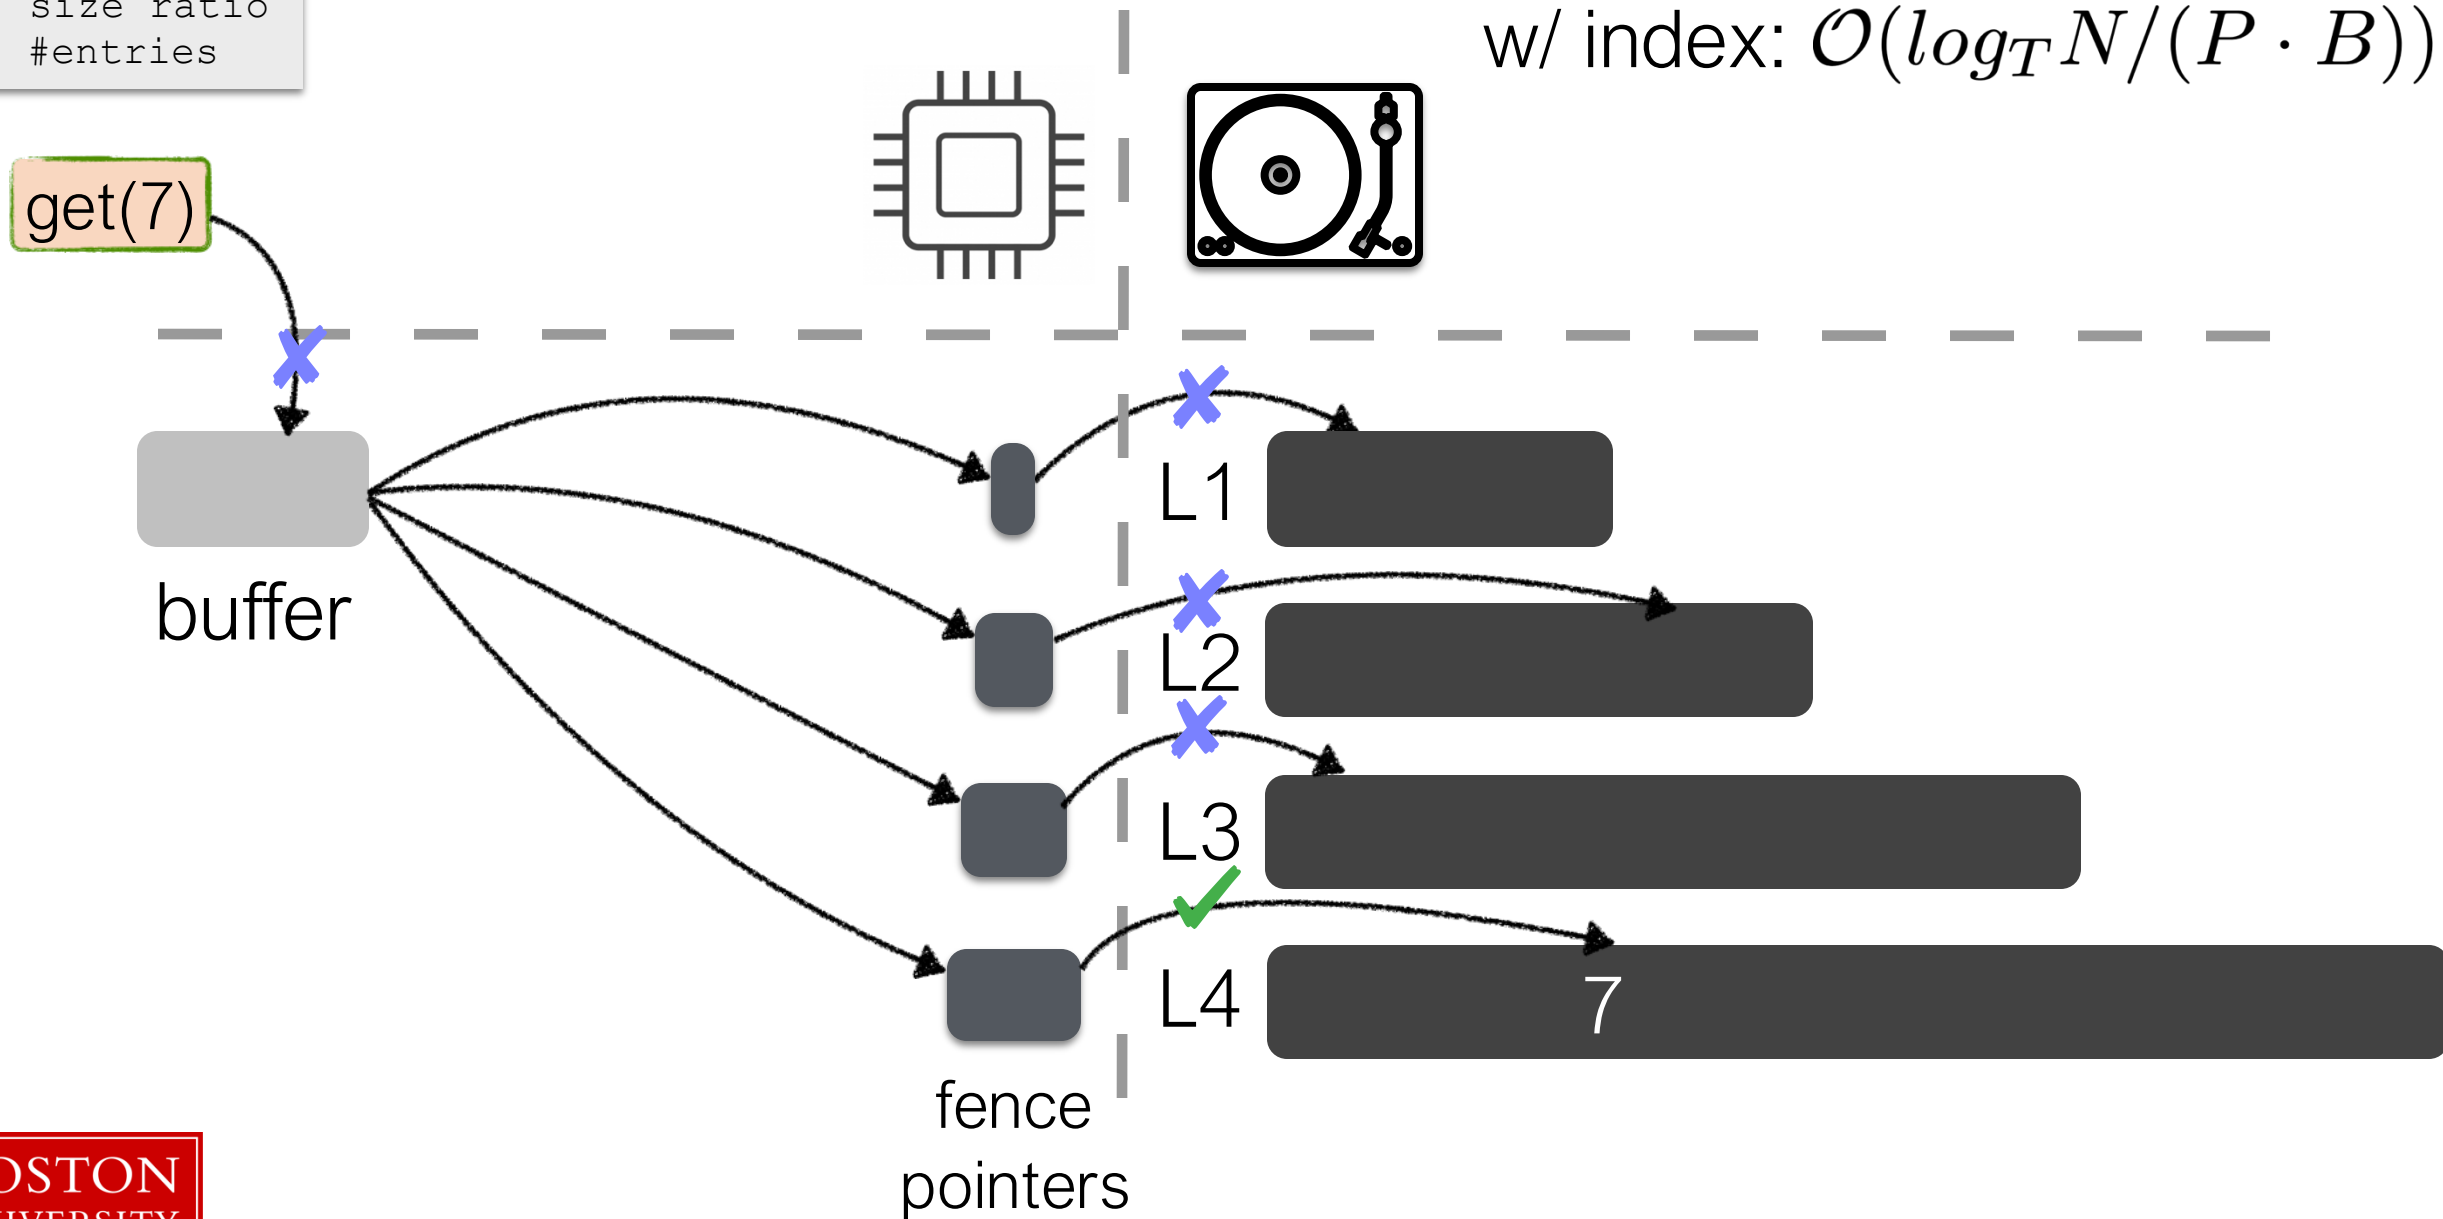 size ratio
#entries
w/ index: O(log_T N/(P · B))
get(7)
buffer
L1
L2
L3
L4
7
fence
pointers
OSTON